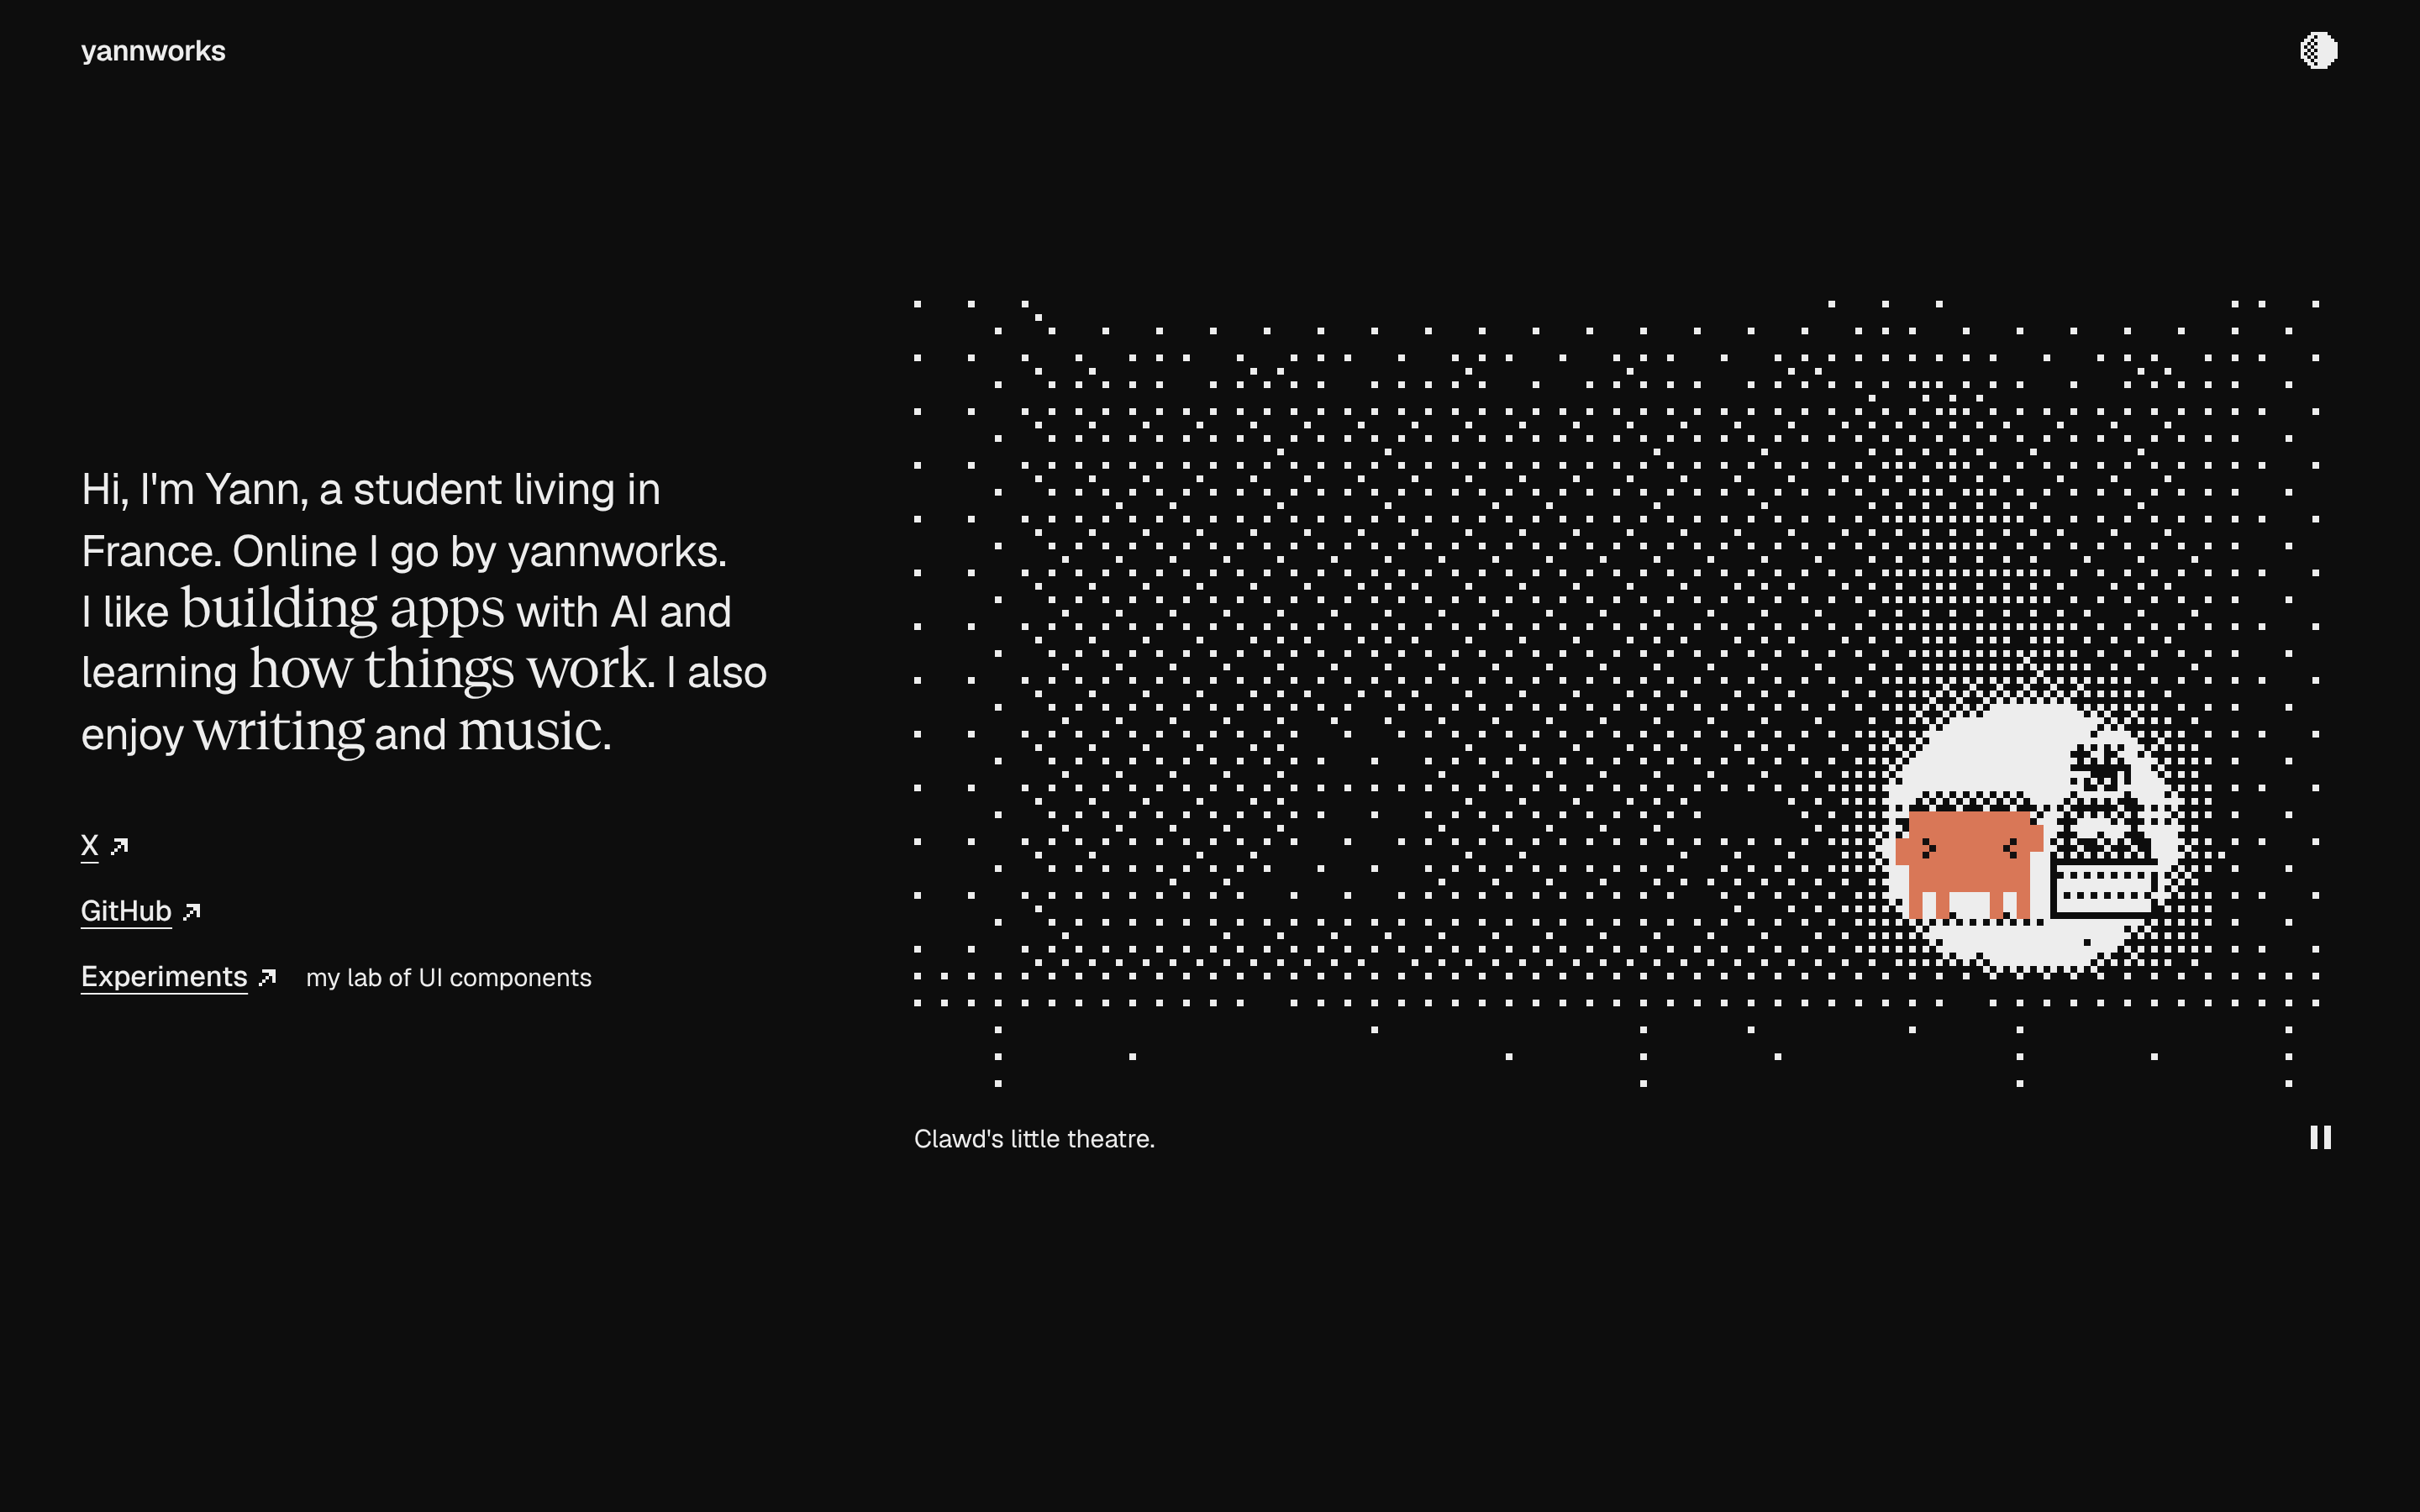 yannworks
Hi, I'm Yann, a student living in
France. Online I go by yannworks.
I like building apps with AI and
learning how things work. I also
enjoy writing and music.
X
GitHub
Experiments my lab of UI components
Clawd's little theatre.